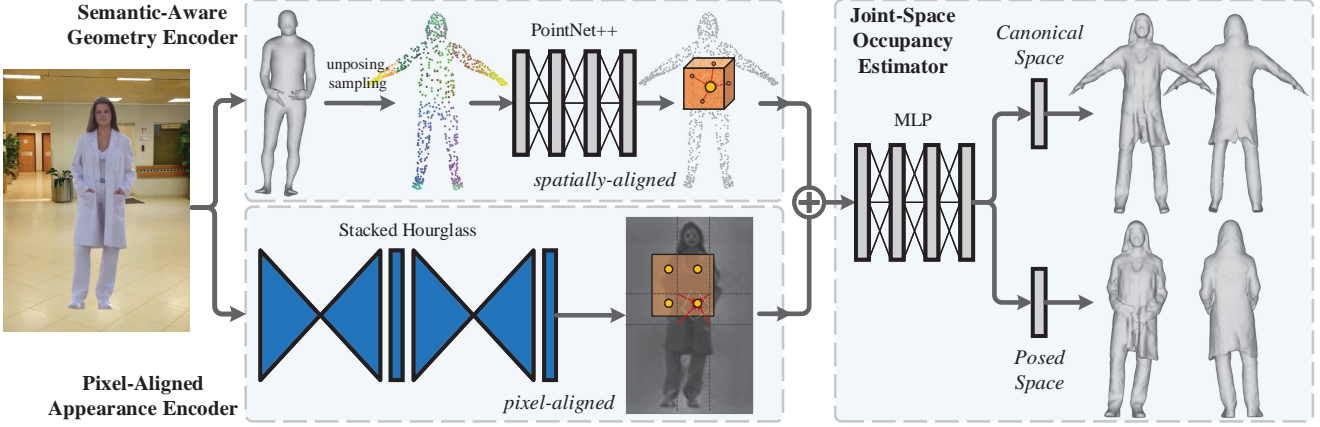 Semantic-Aware
Geometry Encoder
unposing,
sampling
PointNet++
spatially-aligned
Stacked Hourglass
pixel-aligned
Pixel-Aligned
Appearance Encoder
Joint-Space
Occupancy
Estimator
MLP
Canonical
Space
Posed
Space